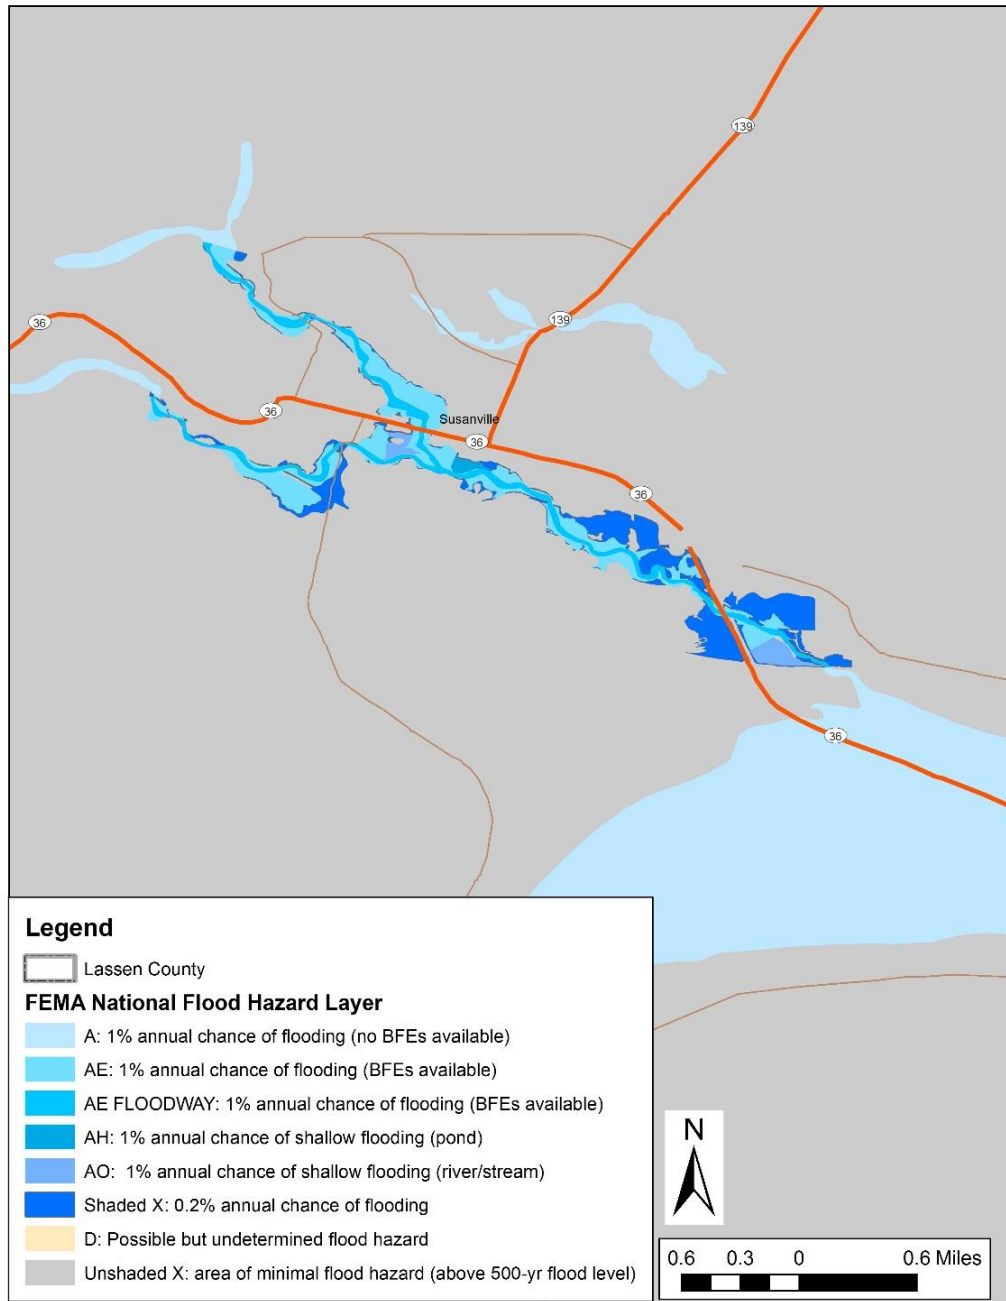 139
139
36
36
Susanville
36
36
36
Legend
Lassen County
FEMA National Flood Hazard Layer
A: 1% annual chance of flooding (no BFEs available)
AE: 1% annual chance of flooding (BFEs available)
AE FLOODWAY: 1% annual chance of flooding (BFEs available)
AH: 1% annual chance of shallow flooding (pond)
AO: 1% annual chance of shallow flooding (river/stream)
Shaded X: 0.2% annual chance of flooding
D: Possible but undetermined flood hazard
Unshaded X: area of minimal flood hazard (above 500-yr flood level)
N
0.6 0.3 0 0.6 Miles